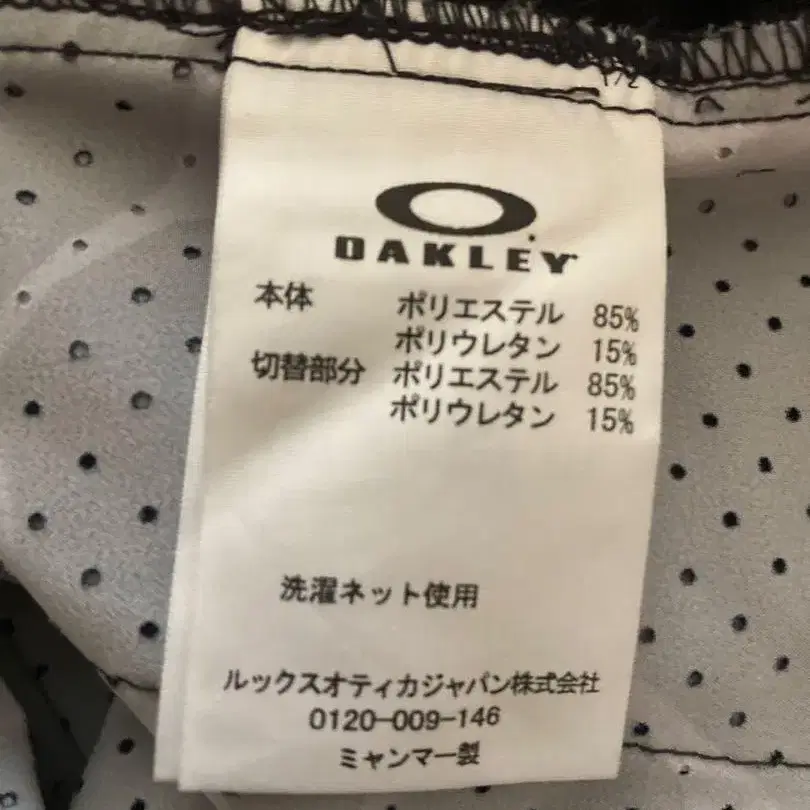 1/2
OAKLEY
本体 ポリエステル 85%
ポリウレタン 15%
切替部分 ポリエステル 85%
ポリウレタン 15%
洗濯ネット使用
ルックスオティカジャパン株式会社
0120-009-146
ミャンマー製